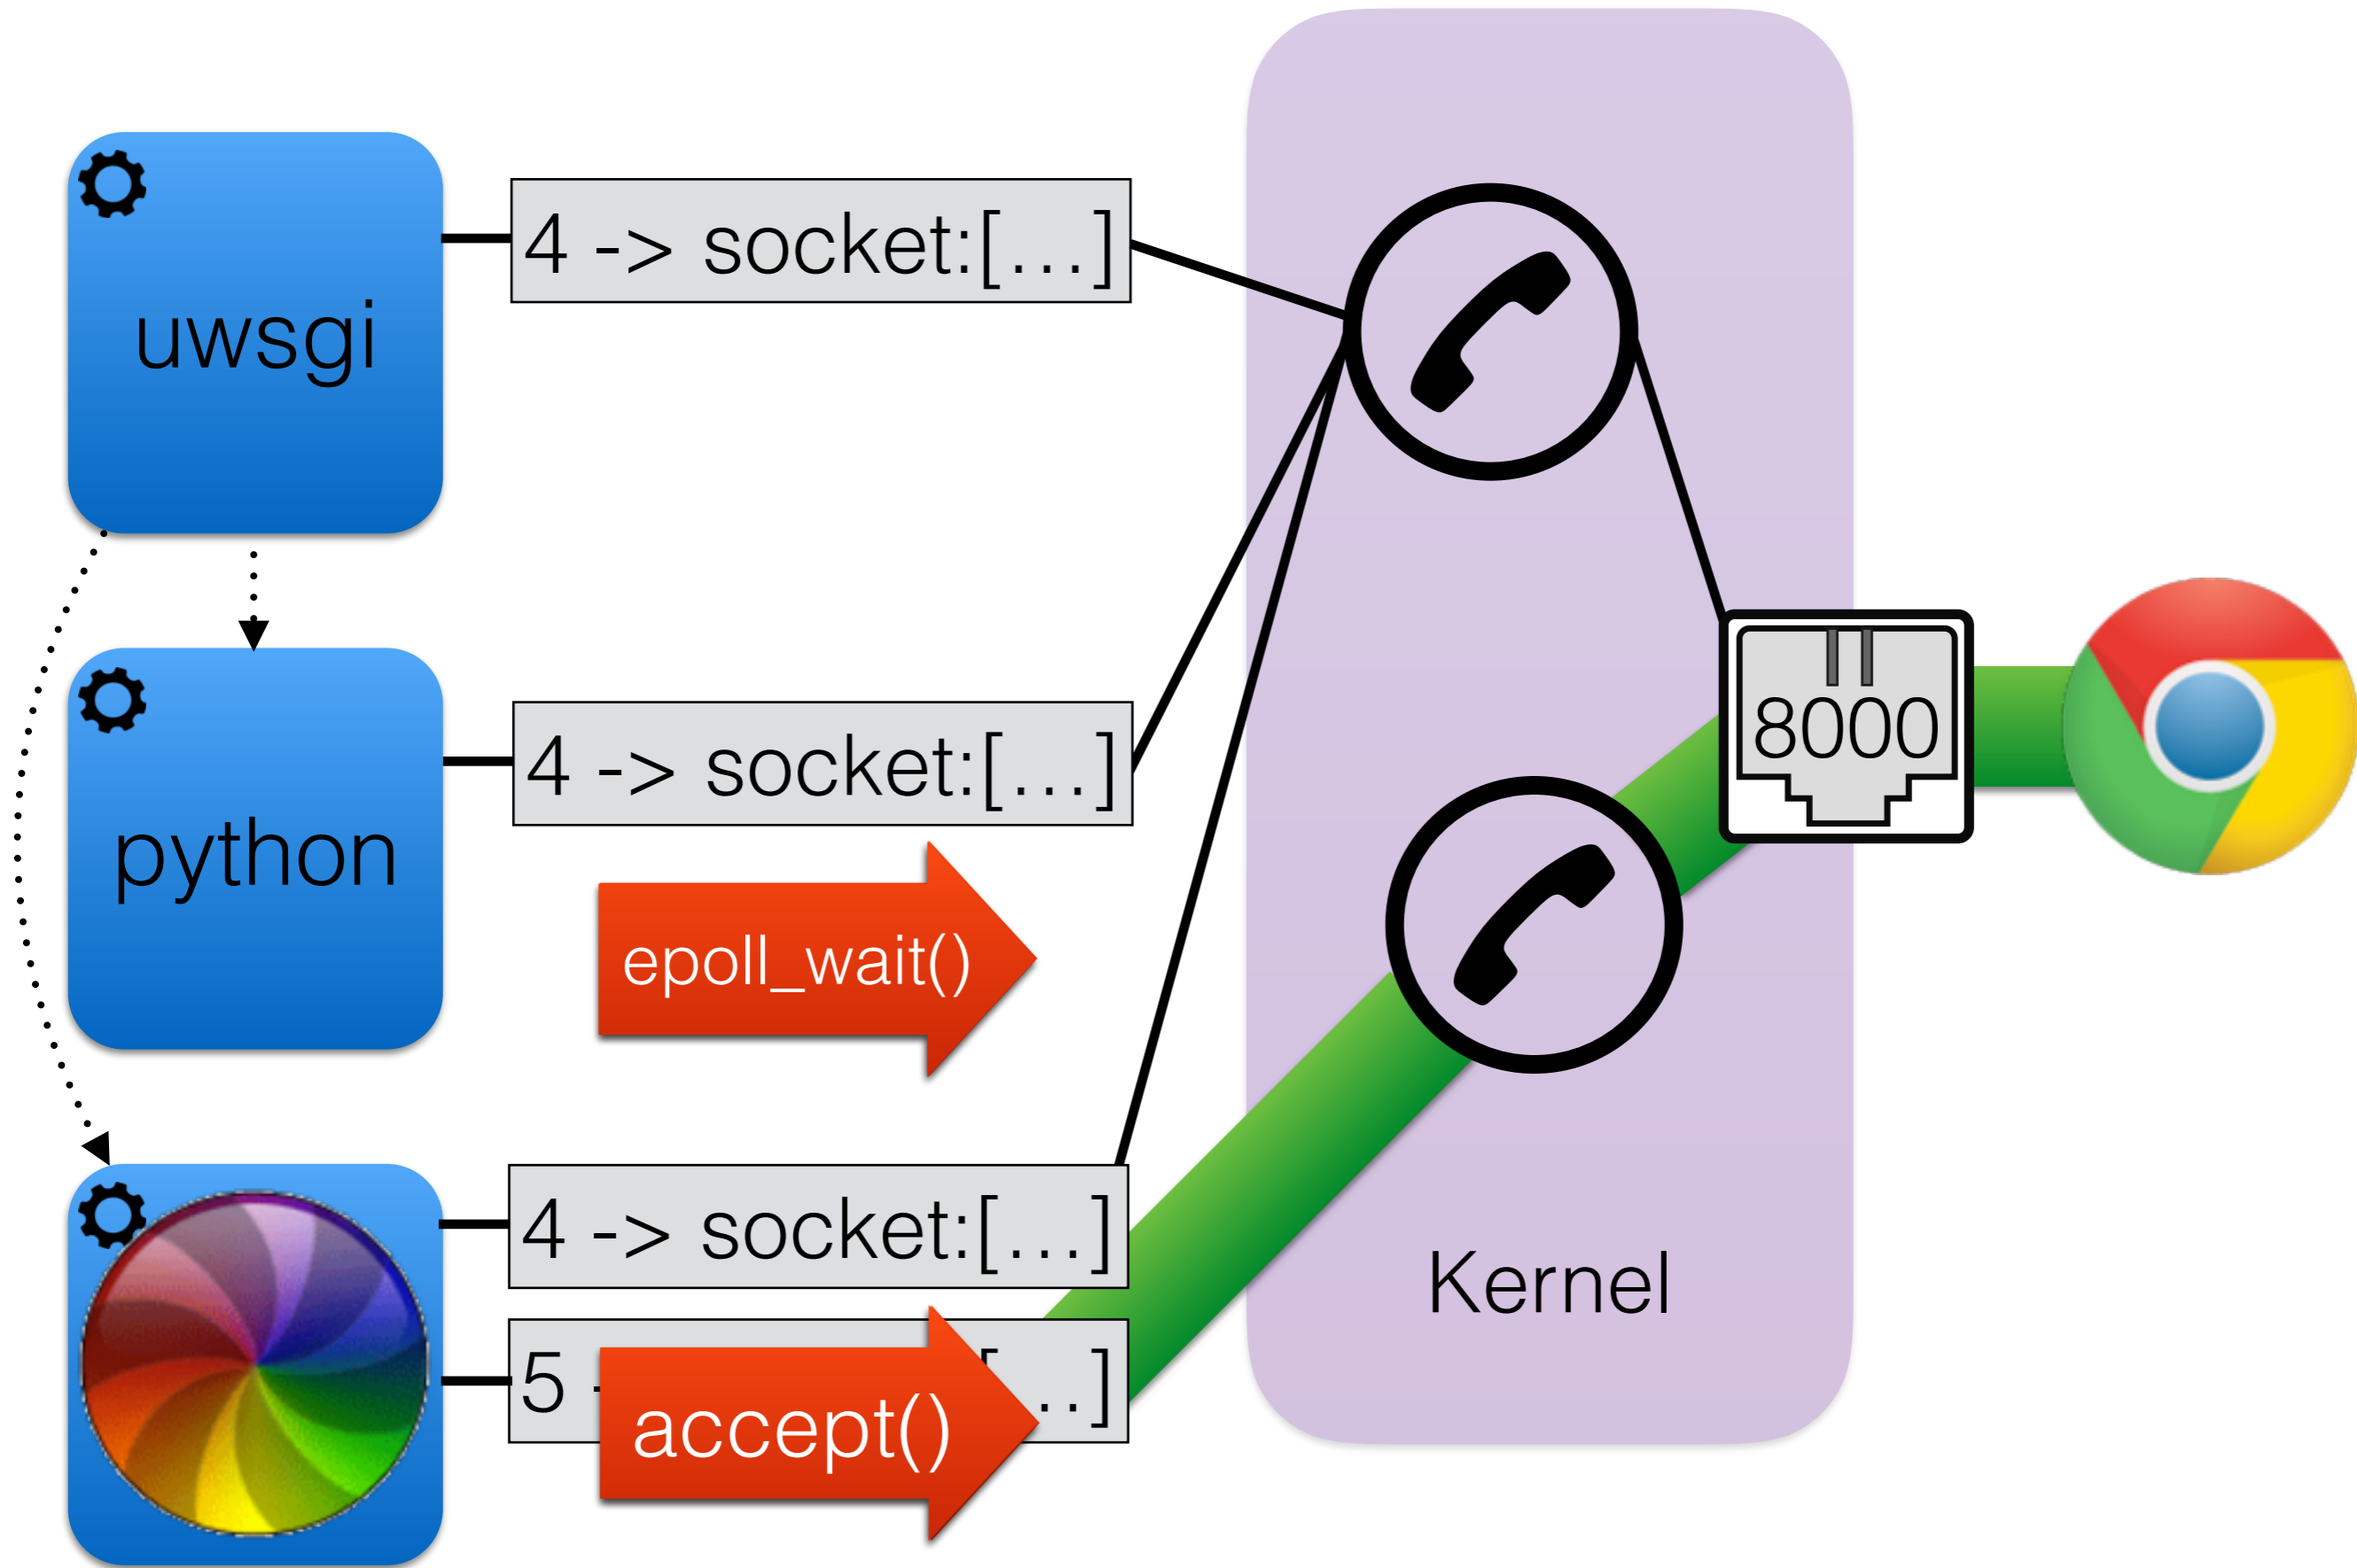 uwsgi
4 -> socket:[...]
python
4 -> socket:[...]
epoll_wait()
8000
4 -> socket:[...]
5 -
..]
accept()
Kernel